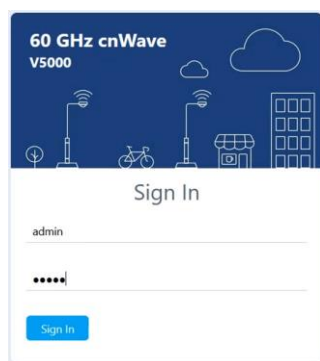 60 GHz cnWave
V5000
Sign In
admin
•••••
Sign In